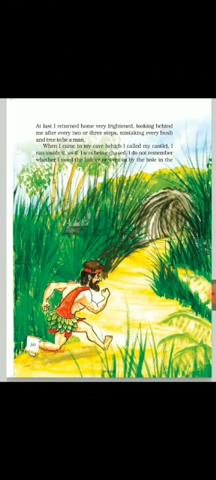 At last I returned home very frightened, looking behind
me after every two or three steps, mistaking every bush
and tree to be a man.
When I came to my cave (which I called my castle), I
ran inside it, as if I was being chased. I do not remember
whether I used the ladder or went in by the hole in the